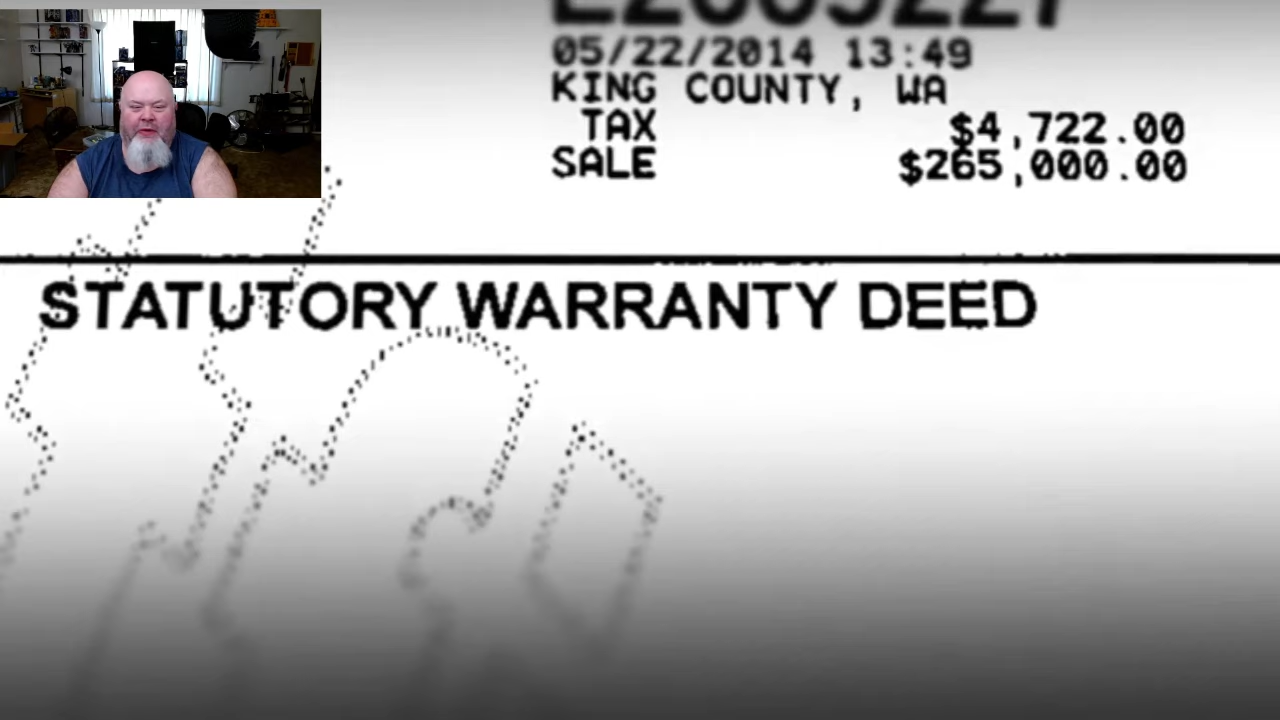 E2669227
05/22/2014 13:49
KING COUNTY, WA
TAX $4,722.00
SALE $265,000.00
STATUTORY WARRANTY DEED